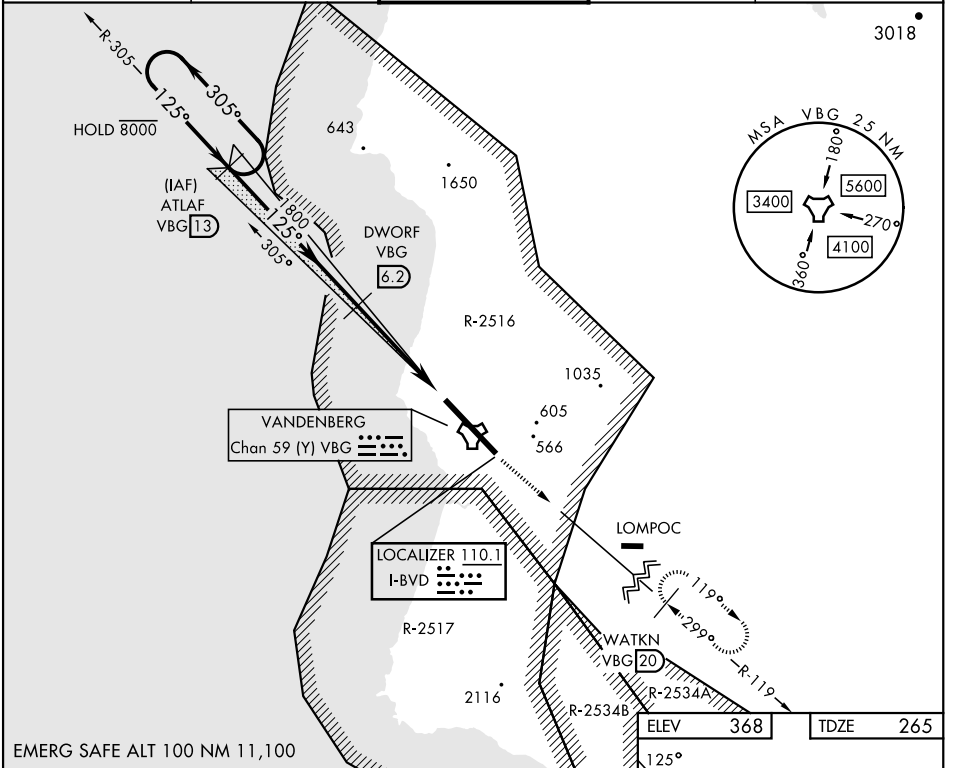 3018
R-305
125°
305°
HOLD 8000
MSA VBG 25 NM
180°
3400
5600
270°
4100
360°
643
1650
(IAF)
ATLAF
VBG 13
1800
125°
305°
DWORF
VBG
6.2
R-2516
1035
605
566
VANDENBERG
Chan 59 (Y) VBG
LOMPOC
LOCALIZER 110.1
I-BVD
119°
299°
R-119
R-2517
WATKN
VBG 20
2116
R-2534A
R-2534B
ELEV 368
TDZE 265
EMERG SAFE ALT 100 NM 11,100
125°